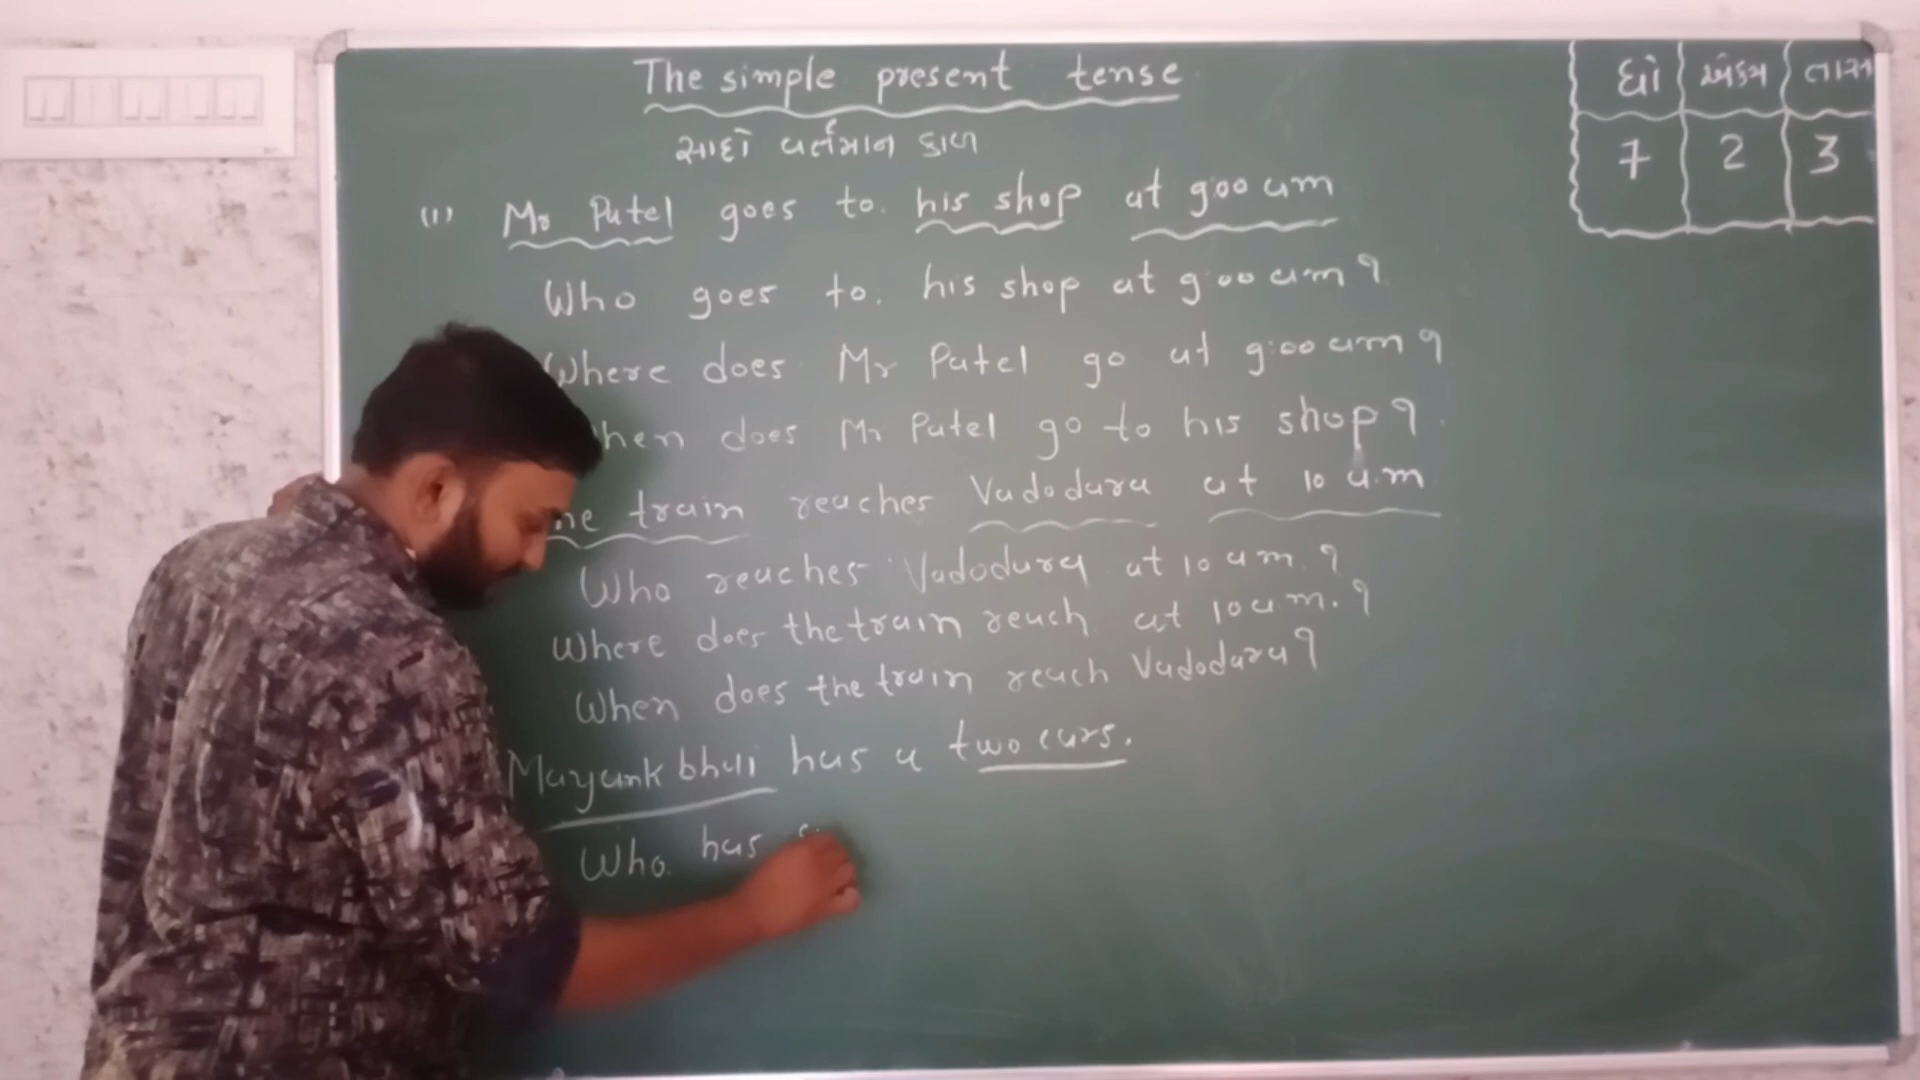 The simple present tense
સાદો વર્તમાન કાળ
ધો એકમ તાસ
7 2 3
(1) Mr Patel goes to his shop at 9:00 am
Who goes to his shop at 9:00 am?
Where does Mr Patel go at 9:00 am?
hen does Mr Patel go to his shop?
he train reaches Vadodara at 10 a.m
Who reaches Vadodara at 10 a m.?
Where does the train reach at 10 a m.?
When does the train reach Vadodara?
Mayank bhai has a two cars.
Who has